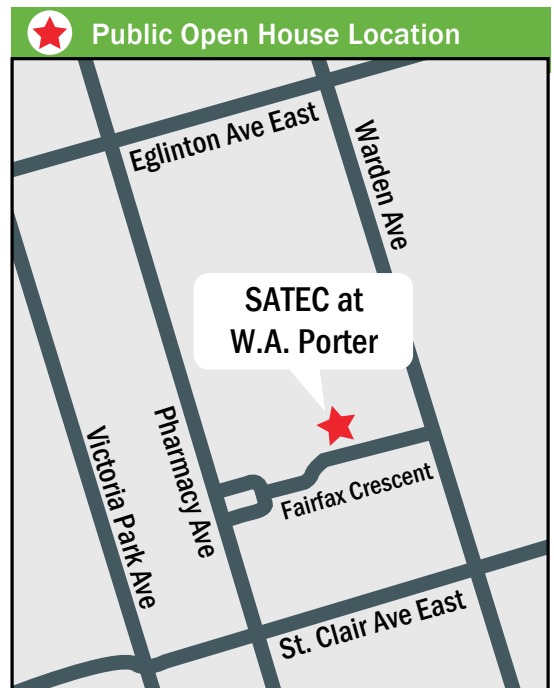 Public Open House Location
Eglinton Ave East
Warden Ave
SATEC at
W.A. Porter
Victoria Park Ave
Pharmacy Ave
Fairfax Crescent
St. Clair Ave East